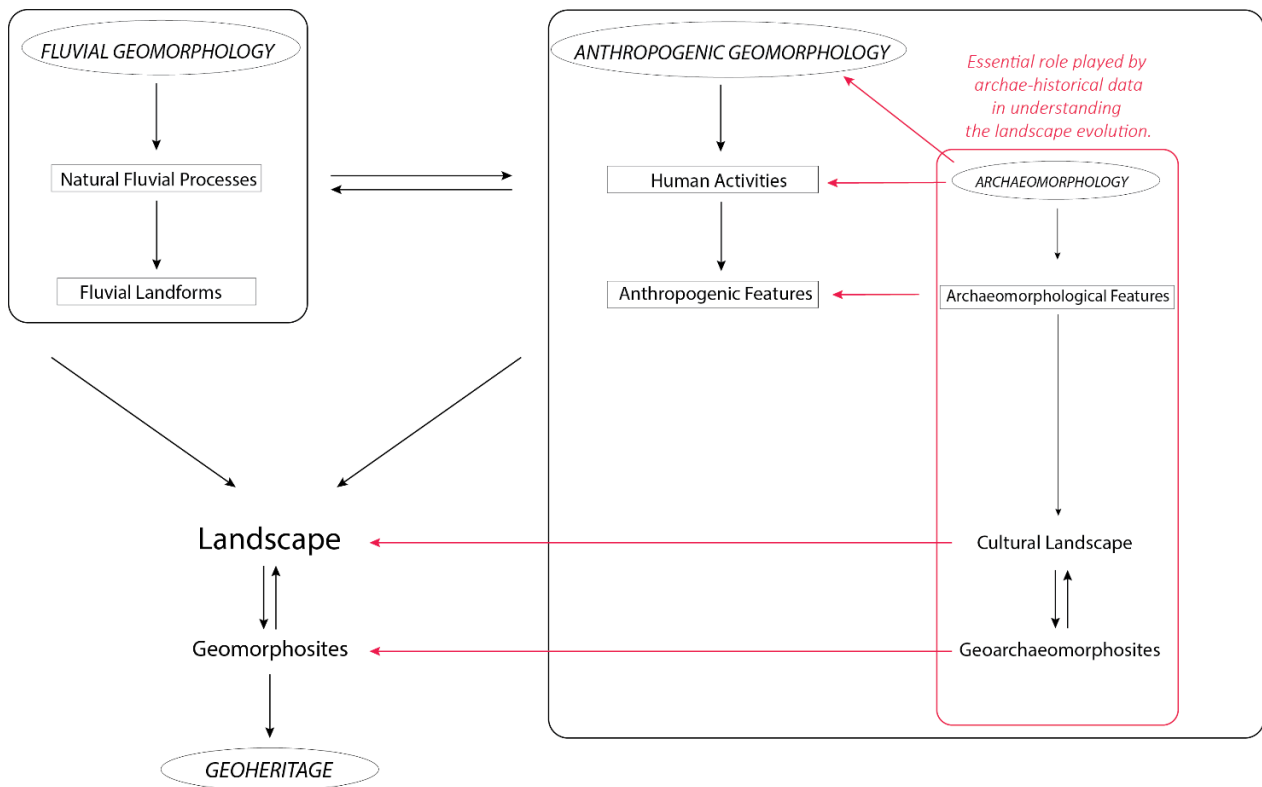 FLUVIAL GEOMORPHOLOGY
Natural Fluvial Processes
Fluvial Landforms
ANTHROPOGENIC GEOMORPHOLOGY
Human Activities
Anthropogenic Features
Essential role played by
archae-historical data
in understanding
the landscape evolution.
ARCHAEOMORPHOLOGY
Archaeomorphological Features
Cultural Landscape
Geoarchaeomorphosites
Landscape
Geomorphosites
GEOHERITAGE